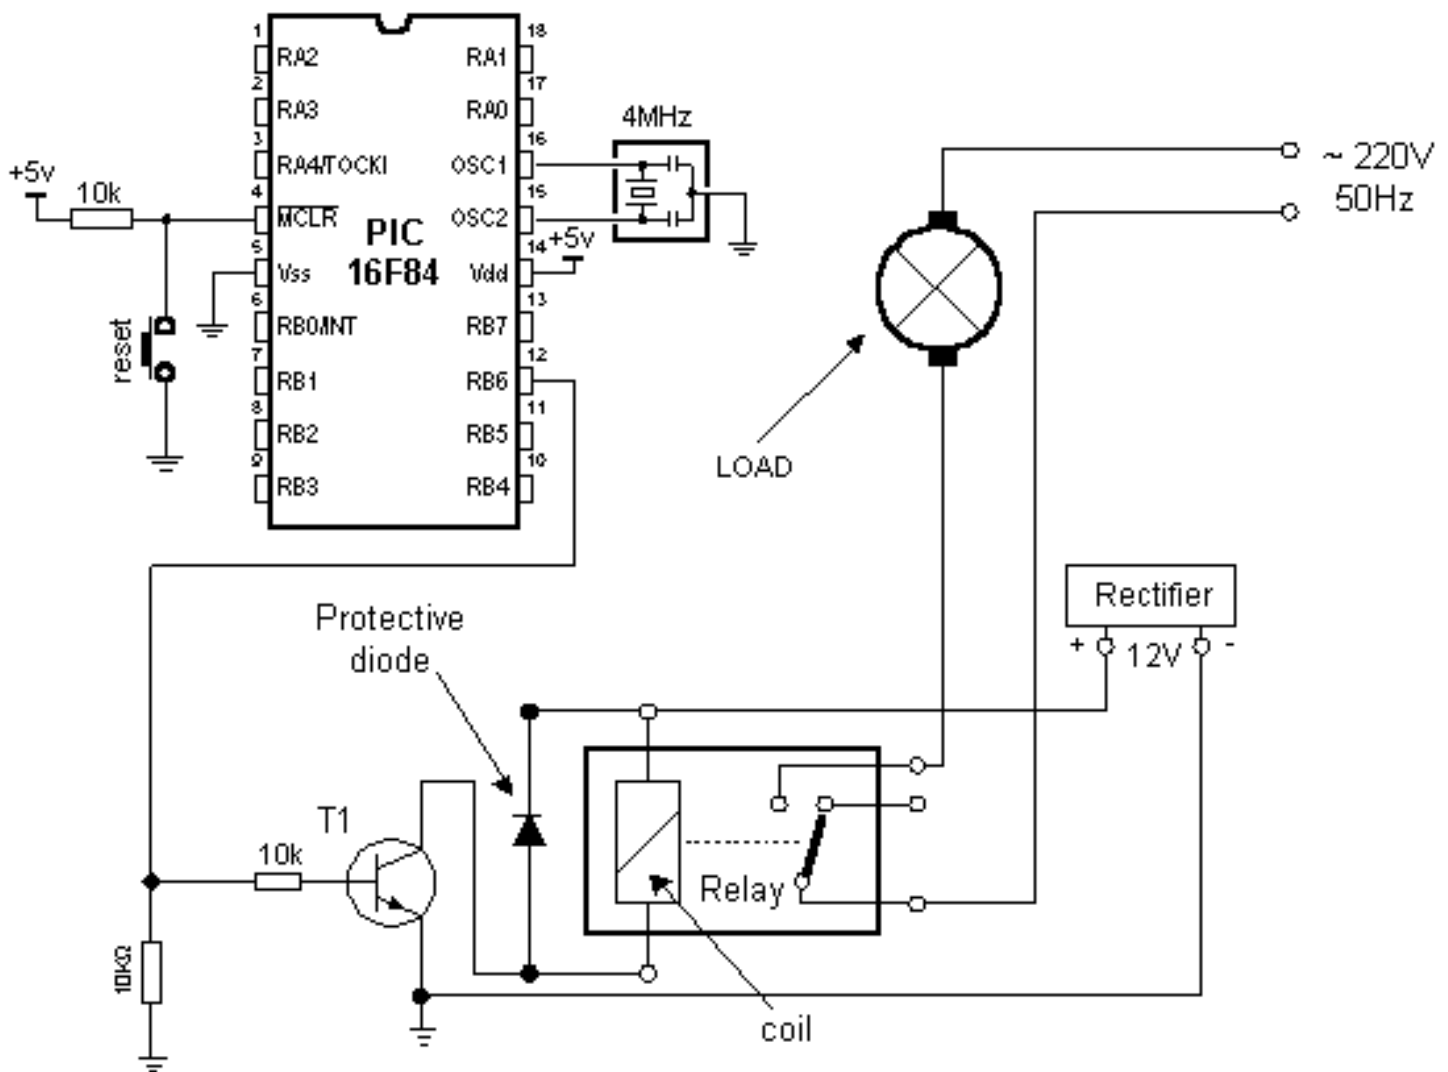 1
RA2
2
RA3
3
RA4/TOCKI
4
MCLR
5
Vss
6
RB0/INT
7
RB1
8
RB2
9
RB3
PIC
16F84
18
RA1
17
RA0
16
OSC1
15
OSC2
14
Vdd
13
RB7
12
RB6
11
RB5
10
RB4
+5v
10k
reset
4MHz
+5v
~ 220V
50Hz
LOAD
Rectifier
+ 12V -
Protective
diode
T1
10k
10KΩ
Relay
coil